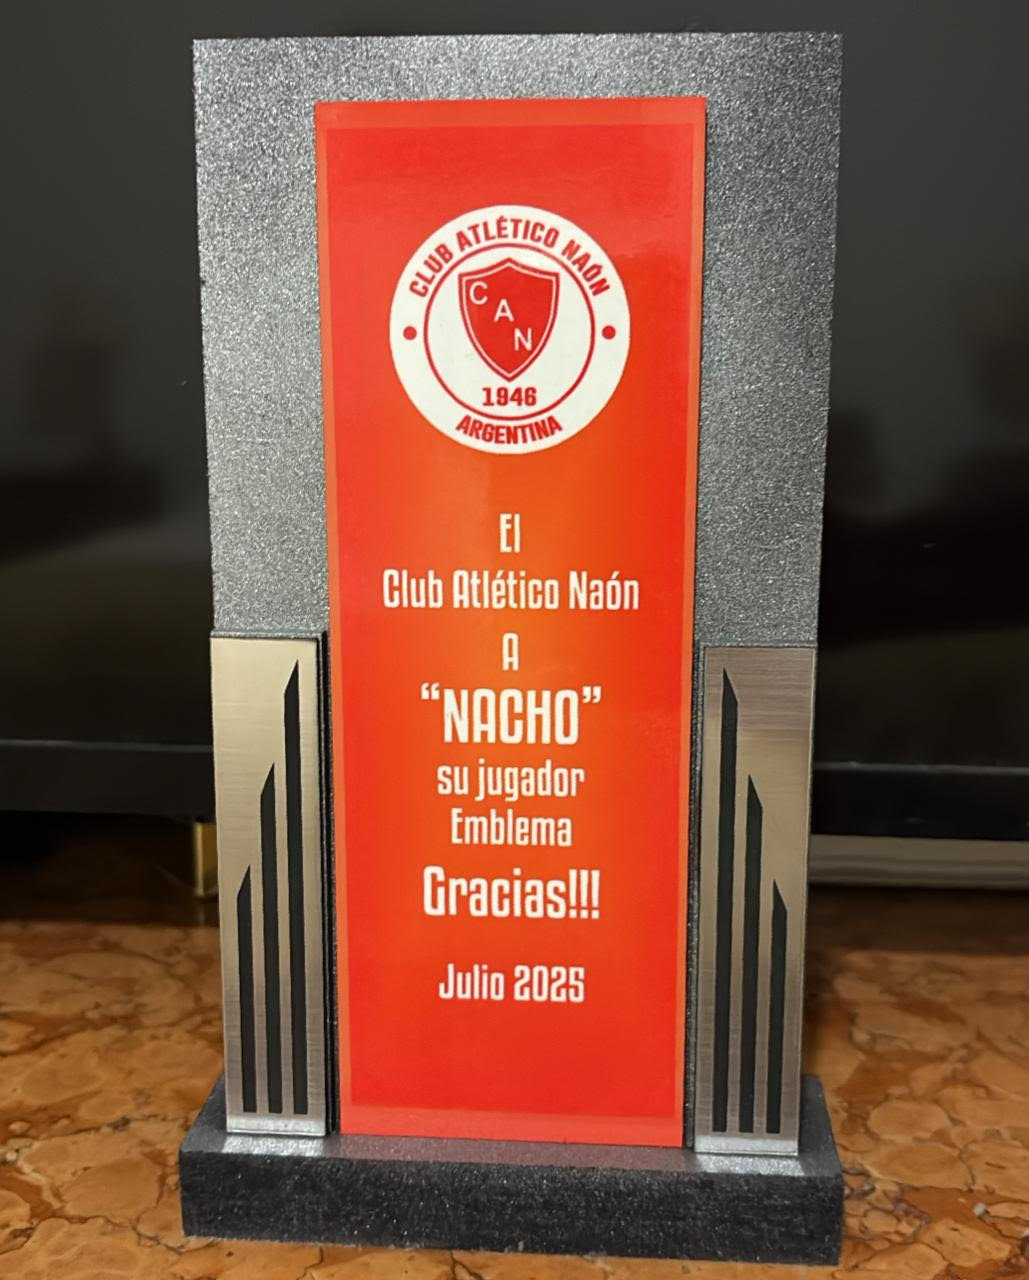 CLUB ATLÉTICO NAÓN
C A N
1946
ARGENTINA
El
Club Atlético Naón
A
“NACHO”
su jugador
Emblema
Gracias!!!
Julio 2025